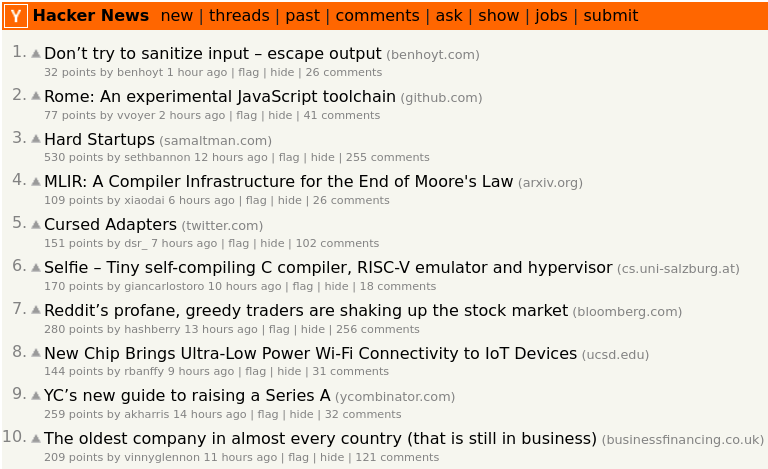 Y Hacker News new | threads | past | comments | ask | show | jobs | submit
1. Don’t try to sanitize input – escape output (benhoyt.com)
32 points by benhoyt 1 hour ago | flag | hide | 26 comments
2. Rome: An experimental JavaScript toolchain (github.com)
77 points by vvoyer 2 hours ago | flag | hide | 41 comments
3. Hard Startups (samaltman.com)
530 points by sethbannon 12 hours ago | flag | hide | 255 comments
4. MLIR: A Compiler Infrastructure for the End of Moore's Law (arxiv.org)
109 points by xiaodai 6 hours ago | flag | hide | 26 comments
5. Cursed Adapters (twitter.com)
151 points by dsr_ 7 hours ago | flag | hide | 102 comments
6. Selfie – Tiny self-compiling C compiler, RISC-V emulator and hypervisor (cs.uni-salzburg.at)
170 points by giancarlostoro 10 hours ago | flag | hide | 18 comments
7. Reddit’s profane, greedy traders are shaking up the stock market (bloomberg.com)
280 points by hashberry 13 hours ago | flag | hide | 256 comments
8. New Chip Brings Ultra-Low Power Wi-Fi Connectivity to IoT Devices (ucsd.edu)
144 points by rbanffy 9 hours ago | flag | hide | 31 comments
9. YC’s new guide to raising a Series A (ycombinator.com)
259 points by akharris 14 hours ago | flag | hide | 32 comments
10. The oldest company in almost every country (that is still in business) (businessfinancing.co.uk)
209 points by vinnyglennon 11 hours ago | flag | hide | 121 comments